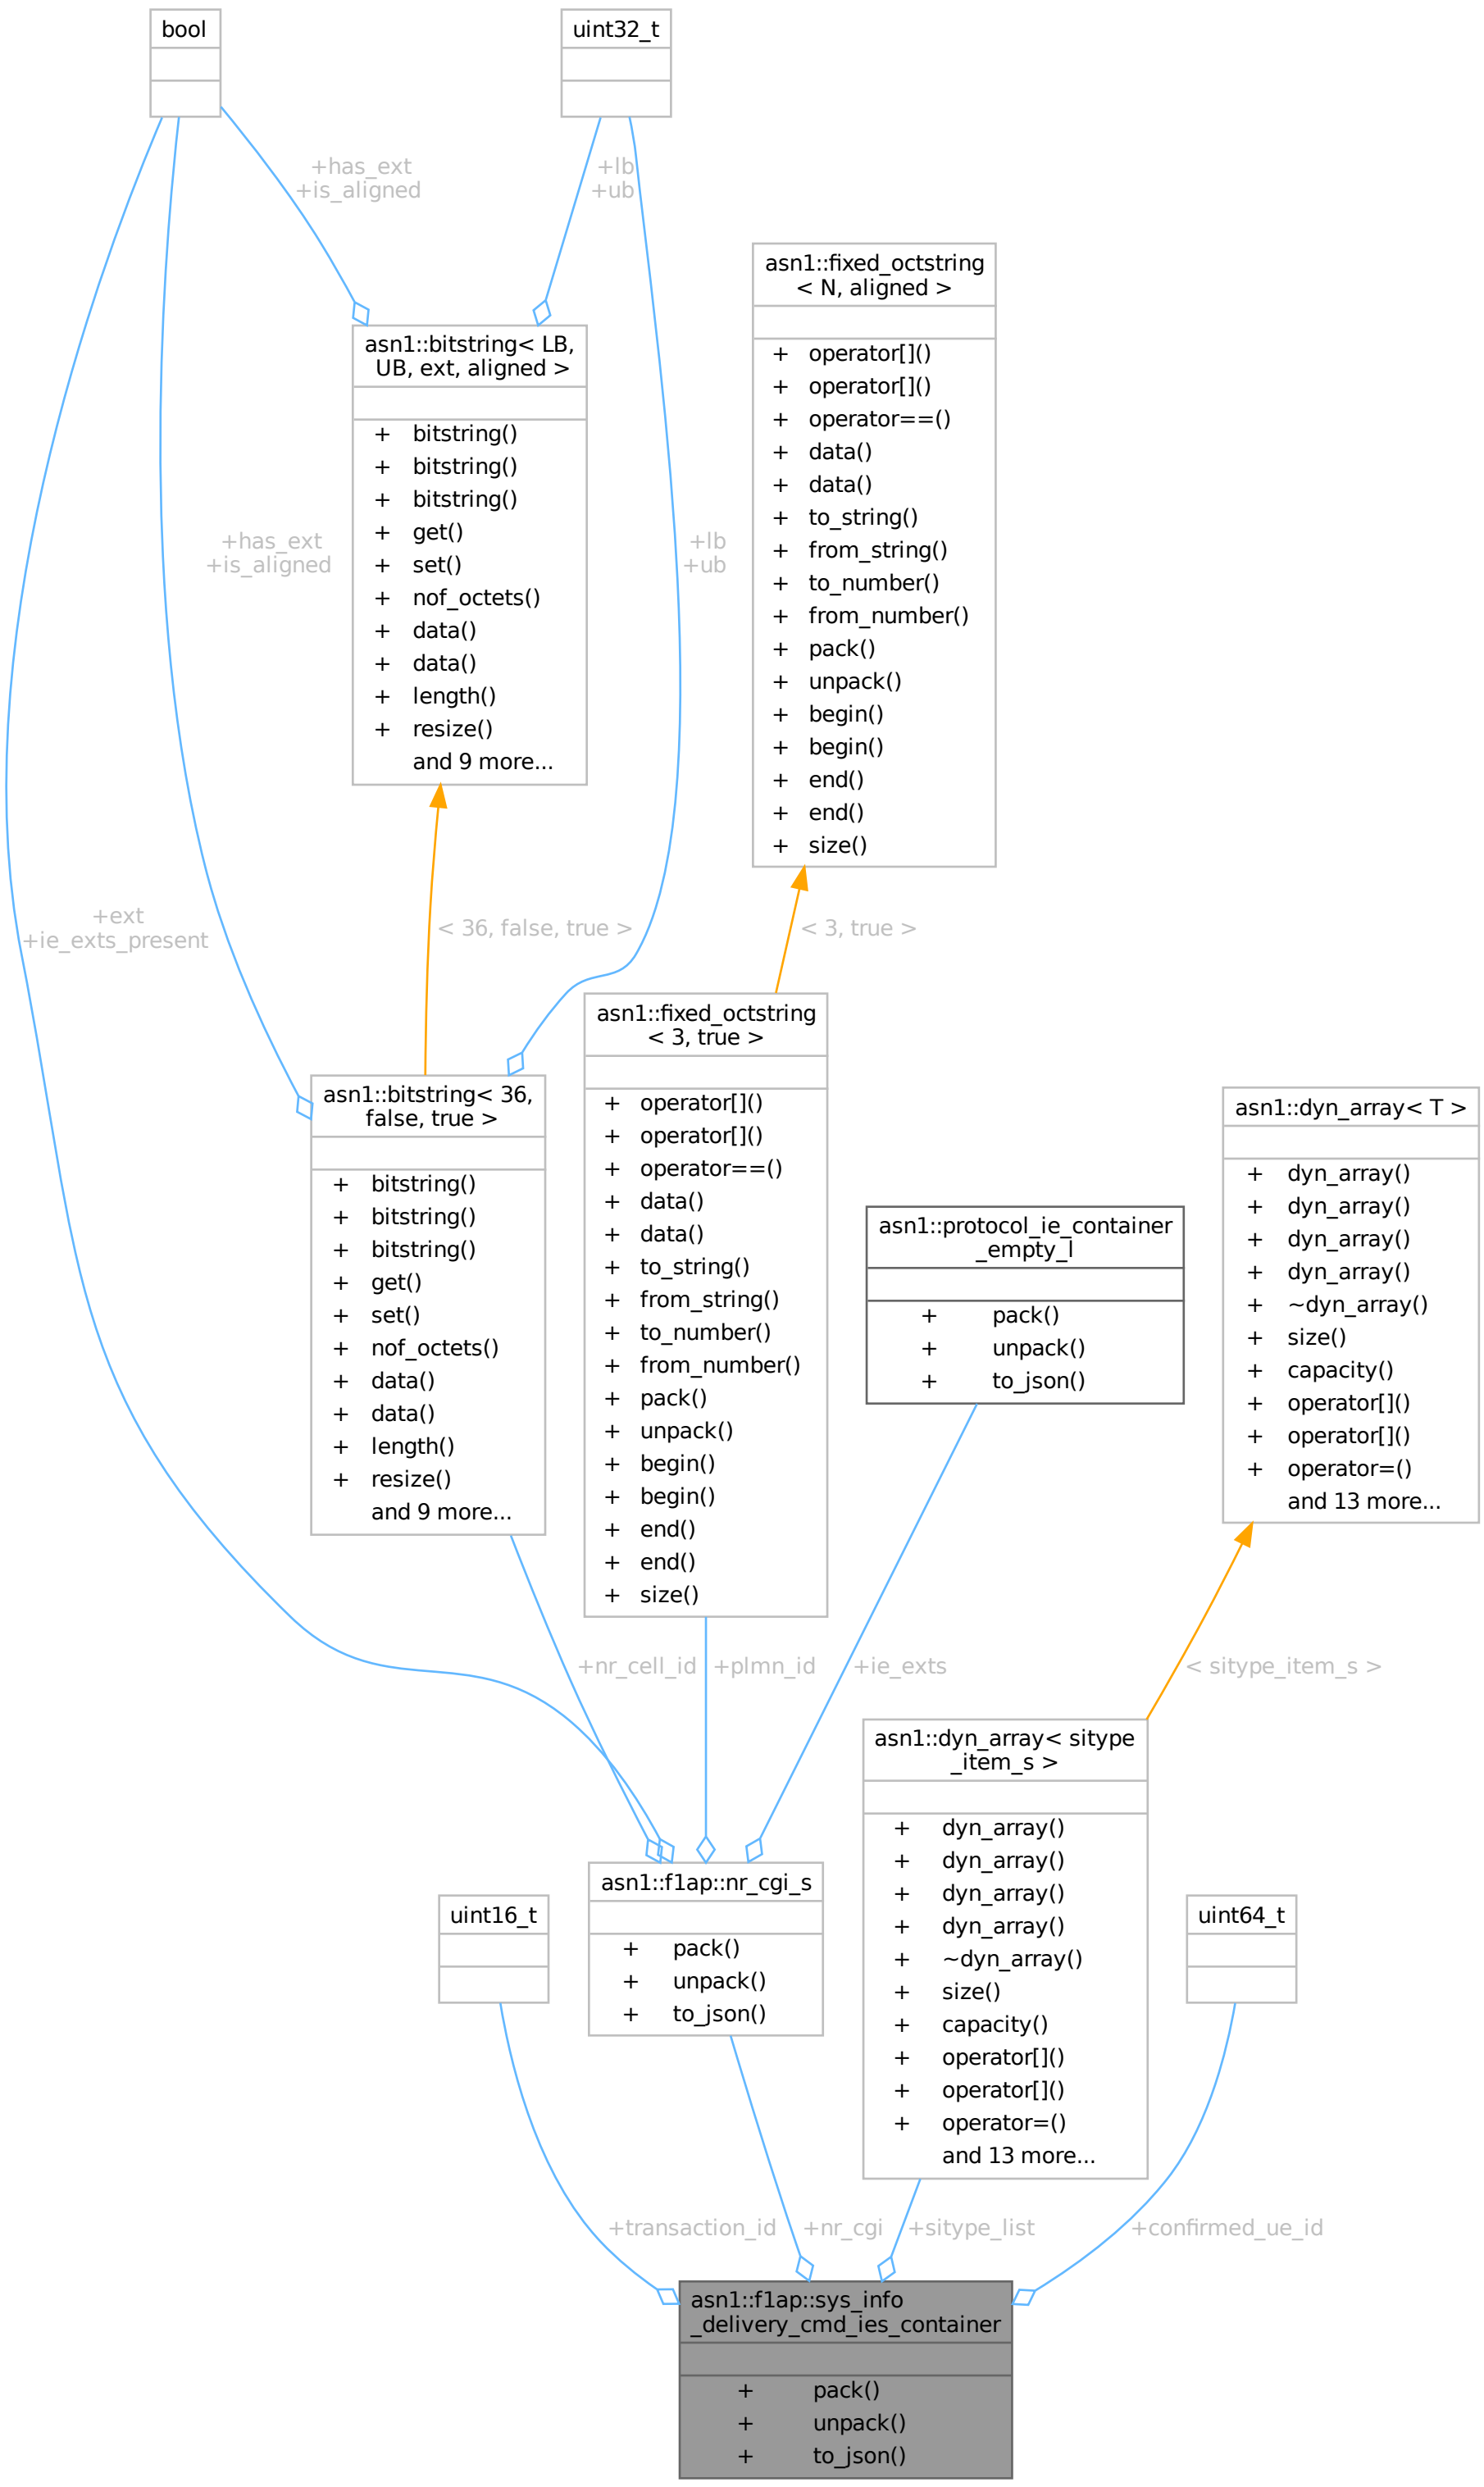 bool
uint32_t
+has_ext
+is_aligned
+lb
+ub
asn1::fixed_octstring
< N, aligned >
+ operator[]()
+ operator[]()
+ operator==()
+ data()
+ data()
+ to_string()
+ from_string()
+ to_number()
+ from_number()
+ pack()
+ unpack()
+ begin()
+ begin()
+ end()
+ end()
+ size()
asn1::bitstring< LB,
UB, ext, aligned >
+ bitstring()
+ bitstring()
+ bitstring()
+ get()
+ set()
+ nof_octets()
+ data()
+ data()
+ length()
+ resize()
and 9 more...
+has_ext
+is_aligned
+lb
+ub
+ext
+ie_exts_present
< 36, false, true >
< 3, true >
asn1::fixed_octstring
< 3, true >
+ operator[]()
+ operator[]()
+ operator==()
+ data()
+ data()
+ to_string()
+ from_string()
+ to_number()
+ from_number()
+ pack()
+ unpack()
+ begin()
+ begin()
+ end()
+ end()
+ size()
asn1::bitstring< 36,
false, true >
+ bitstring()
+ bitstring()
+ bitstring()
+ get()
+ set()
+ nof_octets()
+ data()
+ data()
+ length()
+ resize()
and 9 more...
asn1::dyn_array< T >
+ dyn_array()
+ dyn_array()
+ dyn_array()
+ dyn_array()
+ ~dyn_array()
+ size()
+ capacity()
+ operator[]()
+ operator[]()
+ operator=()
and 13 more...
asn1::protocol_ie_container
_empty_l
+ pack()
+ unpack()
+ to_json()
+nr_cell_id
+plmn_id
+ie_exts
< sitype_item_s >
asn1::dyn_array< sitype
_item_s >
+ dyn_array()
+ dyn_array()
+ dyn_array()
+ dyn_array()
+ ~dyn_array()
+ size()
+ capacity()
+ operator[]()
+ operator[]()
+ operator=()
and 13 more...
asn1::f1ap::nr_cgi_s
+ pack()
+ unpack()
+ to_json()
uint16_t
uint64_t
+transaction_id
+nr_cgi
+sitype_list
+confirmed_ue_id
asn1::f1ap::sys_info
_delivery_cmd_ies_container
+ pack()
+ unpack()
+ to_json()